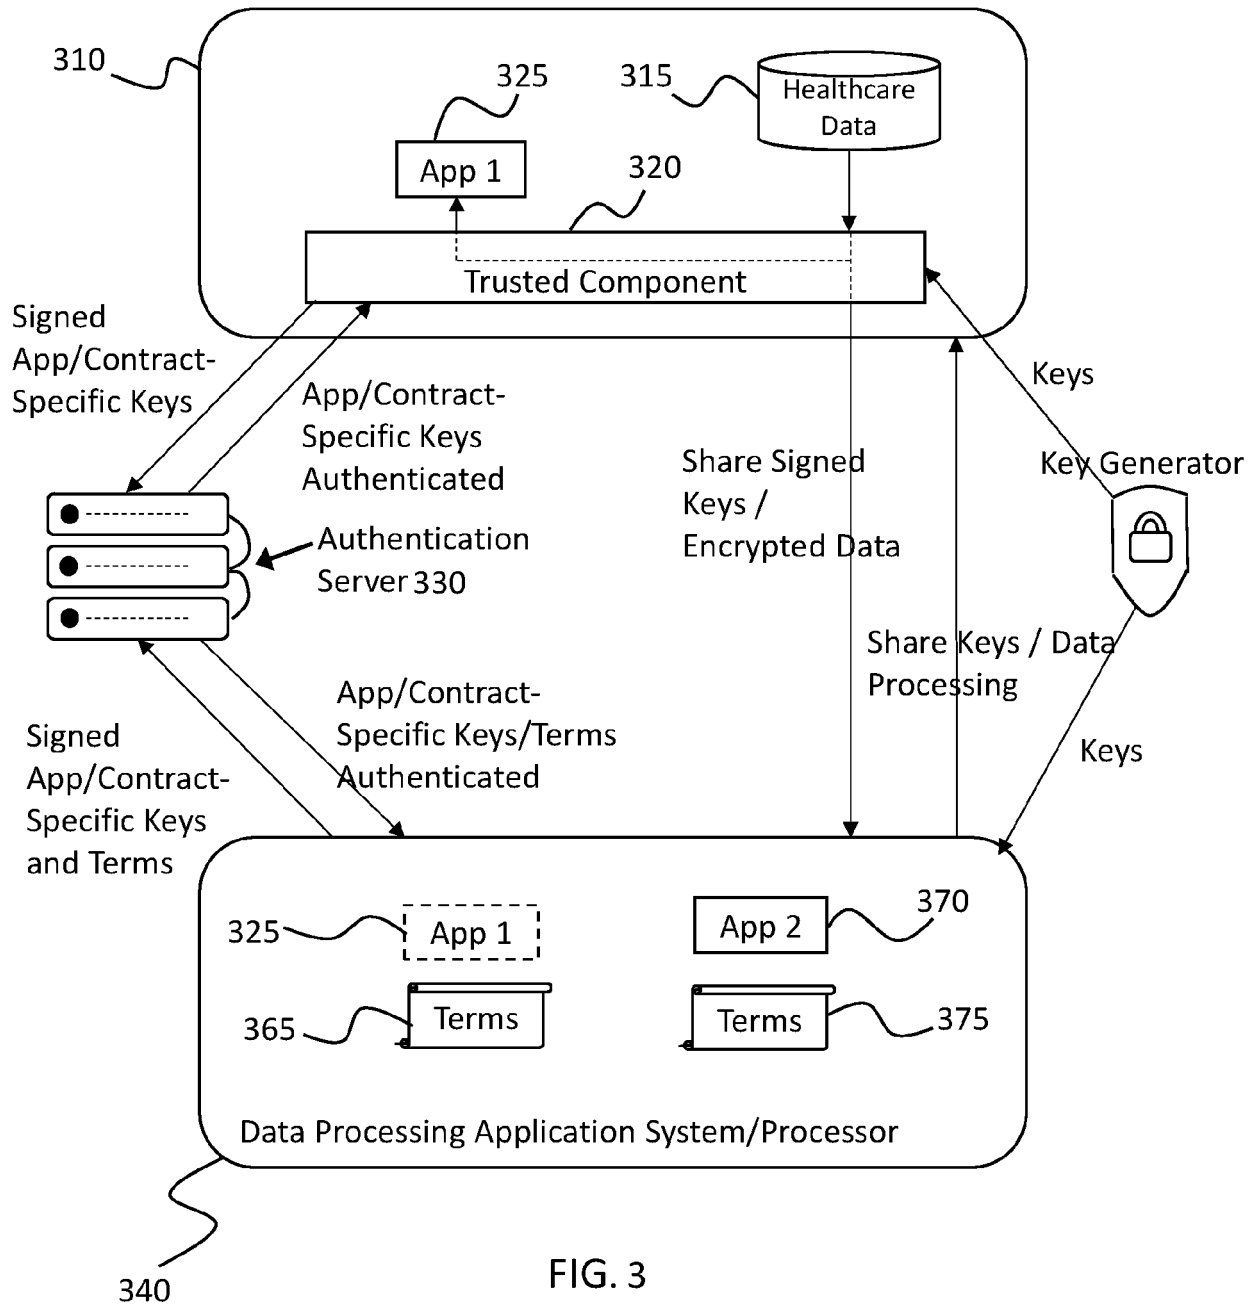 310
325
315
Healthcare
Data
App 1
320
Trusted Component
Signed
App/Contract-
Specific Keys
App/Contract-
Specific Keys
Authenticated
Keys
Share Signed
Keys /
Encrypted Data
Key Generator
Authentication
Server 330
Share Keys / Data
Processing
App/Contract-
Specific Keys/Terms
Authenticated
Signed
App/Contract-
Specific Keys
and Terms
Keys
325
App 1
App 2
370
365
Terms
Terms
375
Data Processing Application System/Processor
340
FIG. 3